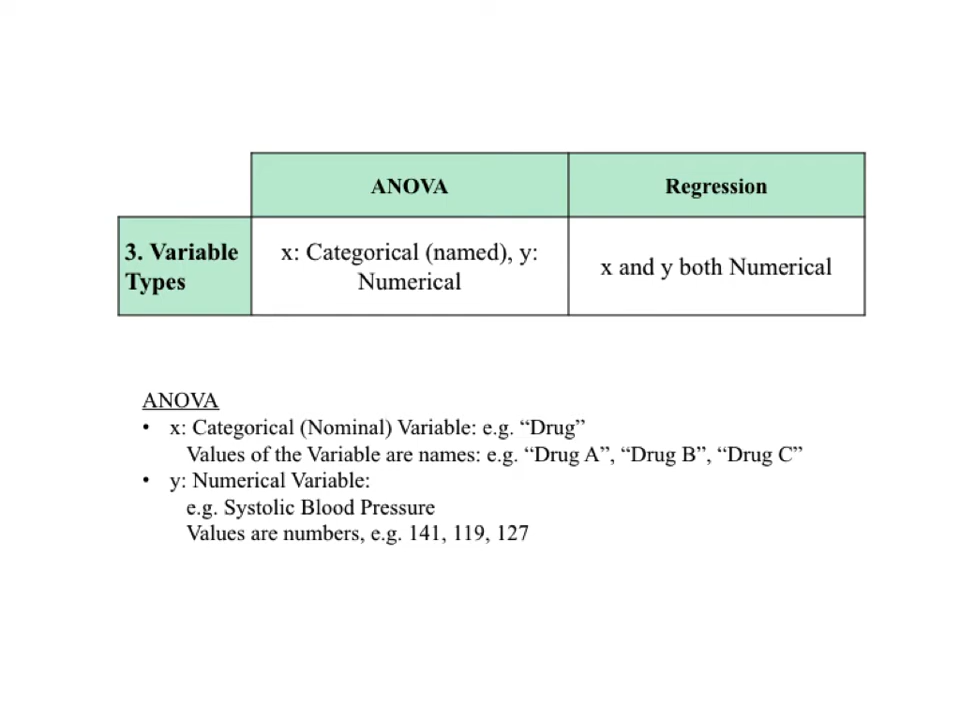 ANOVA
Regression
3. Variable
Types
x: Categorical (named), y:
Numerical
x and y both Numerical
ANOVA
• x: Categorical (Nominal) Variable: e.g. “Drug”
Values of the Variable are names: e.g. “Drug A”, “Drug B”, “Drug C”
• y: Numerical Variable:
e.g. Systolic Blood Pressure
Values are numbers, e.g. 141, 119, 127